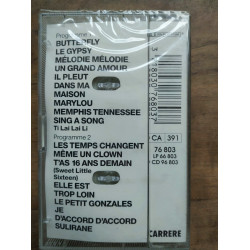 Programme.1
BUTTERFLY
LE GYPSY
MÉLODIE MÉLODIE
UN GRAND AMOUR
IL PLEUT
DANS MA
MAISON
MARYLOU
MEMPHIS TENNESSEE
SING A SONG
Ti Lai Lai Li
Programme.2
LES TEMPS CHANGENT
MÊME UN CLOWN
T'AS 16 ANS DEMAIN
(Sweet Little
Sixteen)
ELLE EST
TROP LOIN
LE PETIT GONZALES
JE
D'ACCORD D'ACCORD
SULIRANE
CA 391
76 803
LP 66 803
CD 96 803
CARRERE